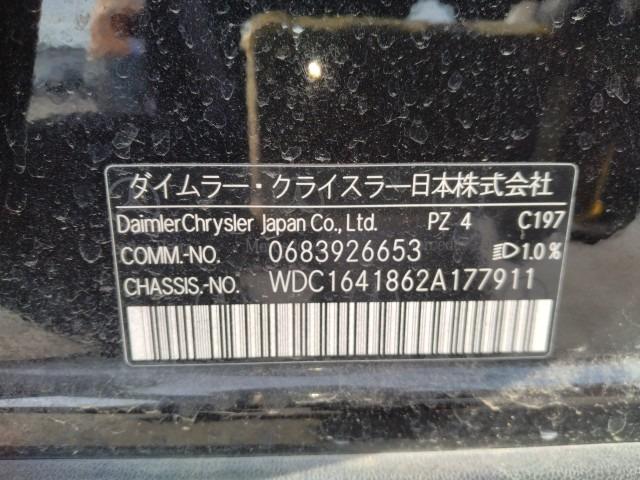 ダイムラー・クライスラー日本株式会社
DaimlerChrysler Japan Co., Ltd. PZ 4 C197
COMM.-NO. 0683926653 1.0%
CHASSIS.-NO. WDC1641862A177911